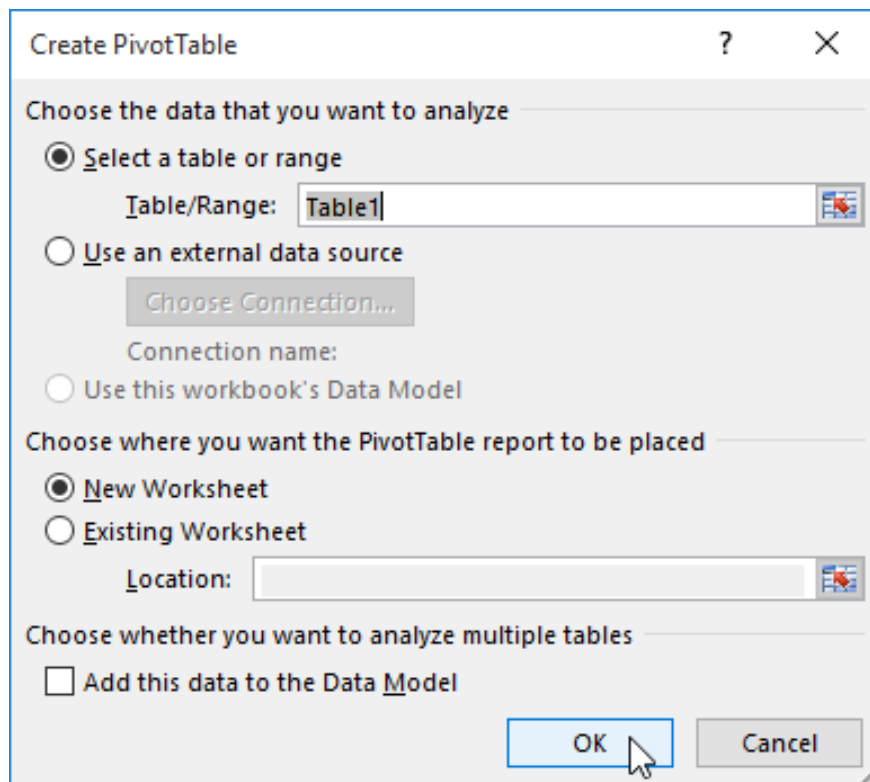 Create PivotTable
?
Choose the data that you want to analyze
Select a table or range
Table/Range: Table1
Use an external data source
Choose Connection...
Connection name:
Use this workbook's Data Model
Choose where you want the PivotTable report to be placed
New Worksheet
Existing Worksheet
Location:
Choose whether you want to analyze multiple tables
Add this data to the Data Model
OK Cancel